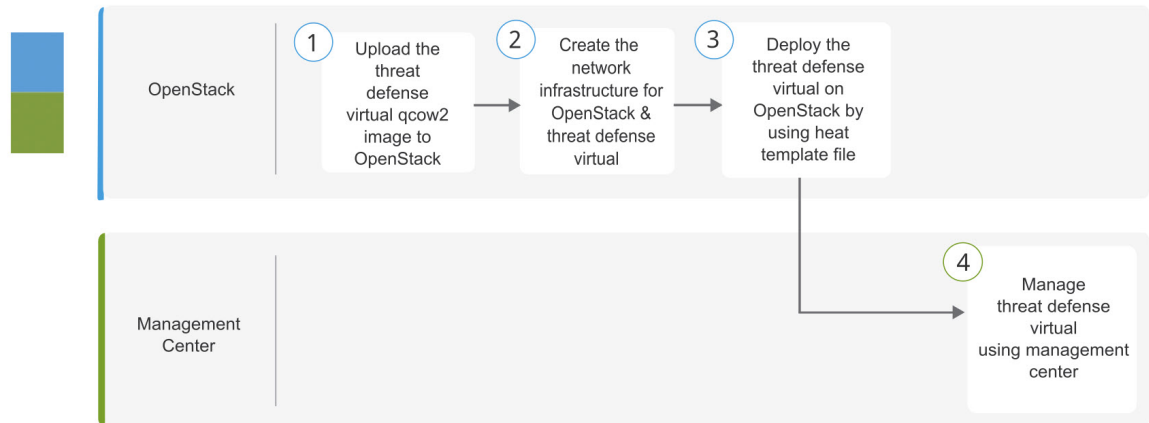 OpenStack
1
Upload the
threat
defense
virtual qcow2
image to
OpenStack
2
Create the
network
infrastructure for
OpenStack &
threat defense
virtual
3
Deploy the
threat defense
virtual on
OpenStack by
using heat
template file
Management
Center
4
Manage
threat defense
virtual
using management
center